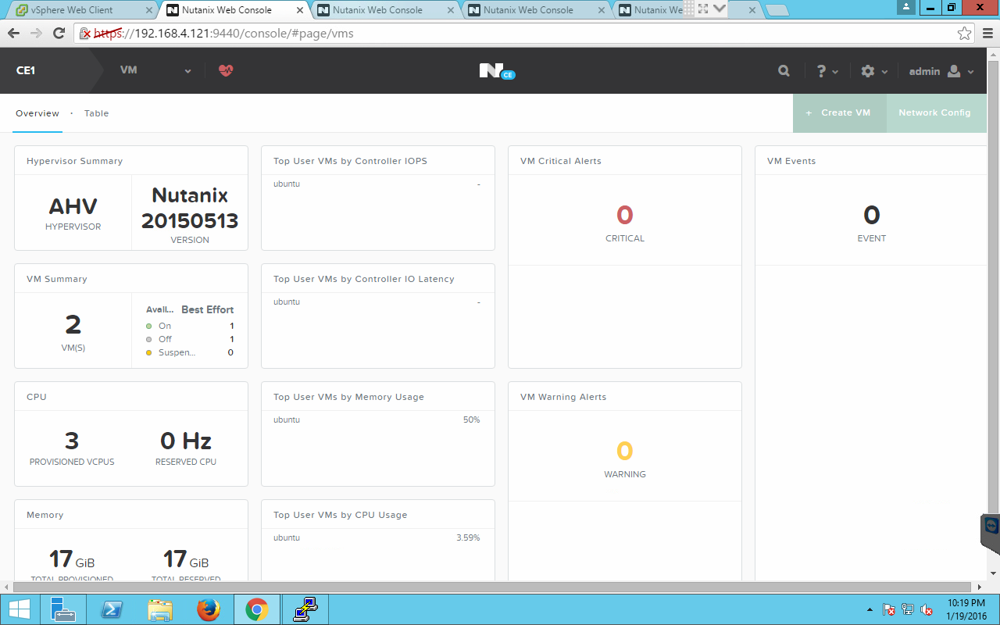 vSphere Web Client
Nutanix Web Console
Nutanix Web Console
Nutanix Web Console
Nutanix We
https://192.168.4.121:9440/console/#page/vms
CE1
VM
N
CE
?
admin
Overview · Table
+ Create VM
Network Config
Hypervisor Summary
AHV
HYPERVISOR
Nutanix
20150513
VERSION
Top User VMs by Controller IOPS
ubuntu -
VM Critical Alerts
0
CRITICAL
VM Events
0
EVENT
VM Summary
2
VM(S)
Avail... Best Effort
On 1
Off 1
Suspen... 0
Top User VMs by Controller IO Latency
ubuntu -
CPU
3
PROVISIONED VCPUS
0 Hz
RESERVED CPU
Top User VMs by Memory Usage
ubuntu 50%
VM Warning Alerts
0
WARNING
Memory
17 GiB
TOTAL PROVISIONED
17 GiB
TOTAL RESERVED
Top User VMs by CPU Usage
ubuntu 3.59%
10:19 PM
1/19/2016